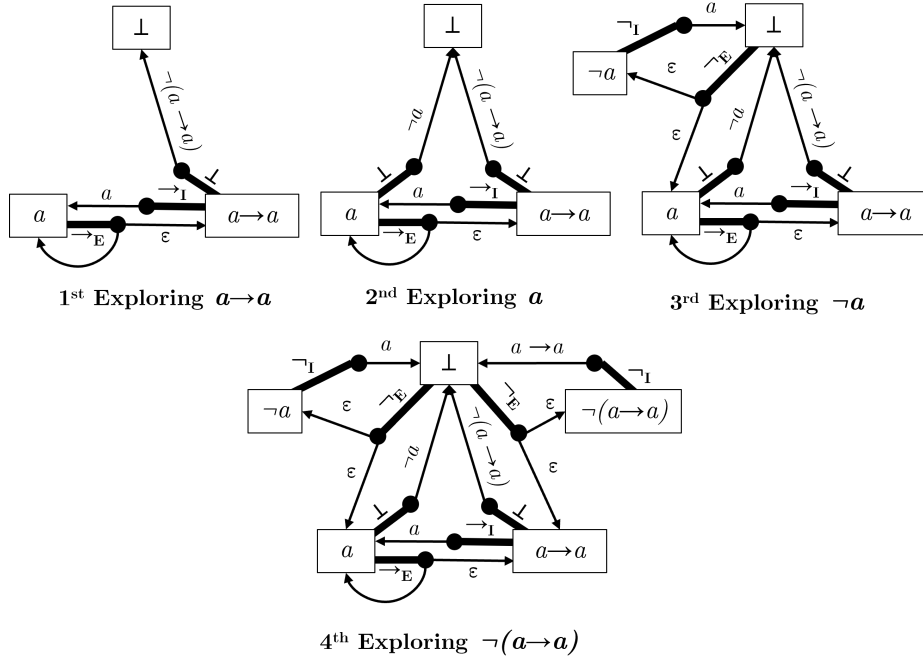 ⊥
¬(a → a)
⊥
a
→I
a
a→a
→E
ε
1st Exploring a→a
⊥
¬a
¬(a → a)
⊥
⊥
a
→I
a
a→a
→E
ε
2nd Exploring a
¬I
a
⊥
¬a
ε
¬E
ε
¬a
¬(a → a)
⊥
⊥
a
→I
a
a→a
→E
ε
3rd Exploring ¬a
¬I
a
⊥
a → a
¬I
¬a
ε
¬E
¬E
ε
¬(a→a)
ε
¬a
¬(a → a)
ε
⊥
⊥
a
→I
a
a→a
→E
ε
4th Exploring ¬(a→a)